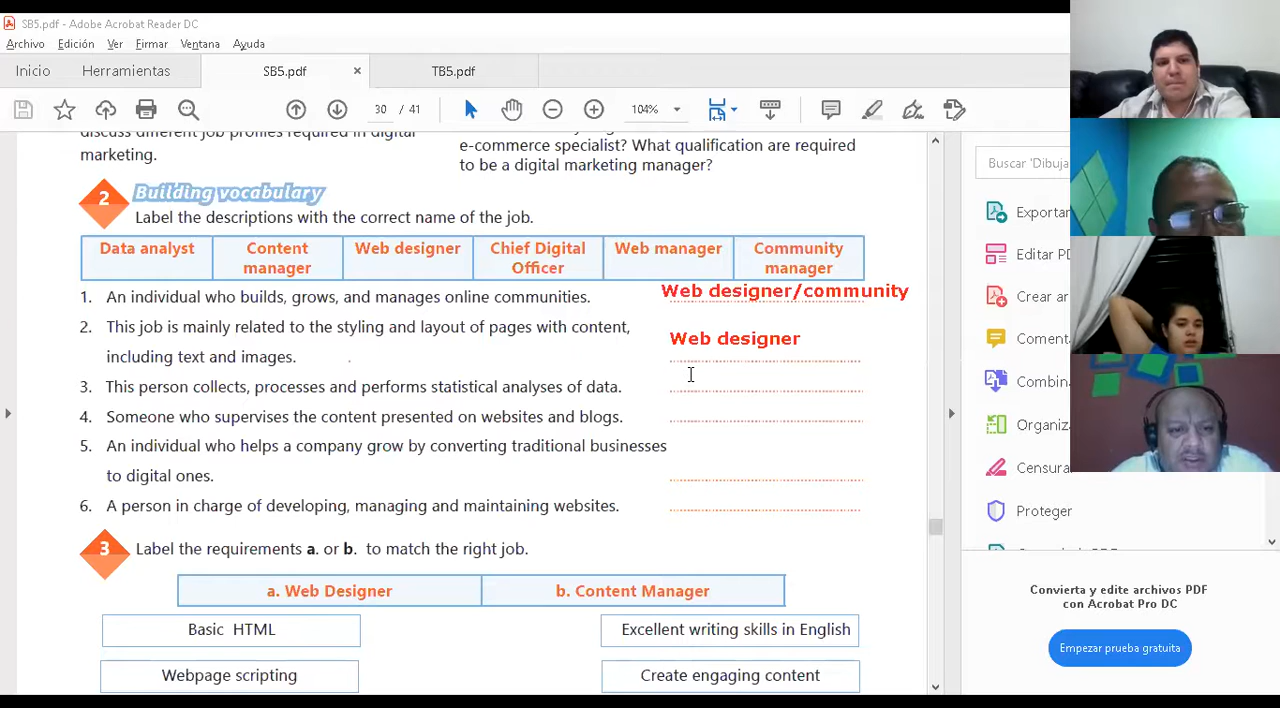 SB5.pdf - Adobe Acrobat Reader DC
Archivo Edición Ver Firmar Ventana Ayuda
Inicio Herramientas SB5.pdf × TB5.pdf
30 / 41 104%
discuss different job profiles required in digital
marketing.
e-commerce specialist? What qualification are required
to be a digital marketing manager?
2 Building vocabulary
Label the descriptions with the correct name of the job.
Data analyst
Content
manager
Web designer
Chief Digital
Officer
Web manager
Community
manager
1. An individual who builds, grows, and manages online communities. Web designer/community
2. This job is mainly related to the styling and layout of pages with content,
including text and images. Web designer
3. This person collects, processes and performs statistical analyses of data.
4. Someone who supervises the content presented on websites and blogs.
5. An individual who helps a company grow by converting traditional businesses
to digital ones.
6. A person in charge of developing, managing and maintaining websites.
3 Label the requirements a. or b. to match the right job.
a. Web Designer b. Content Manager
Basic HTML Excellent writing skills in English
Webpage scripting Create engaging content
Buscar 'Dibuja
Exportar
Editar PD
Crear ar
Comenta
Combin
Organiz
Censura
Proteger
Convierta y edite archivos PDF
con Acrobat Pro DC
Empezar prueba gratuita